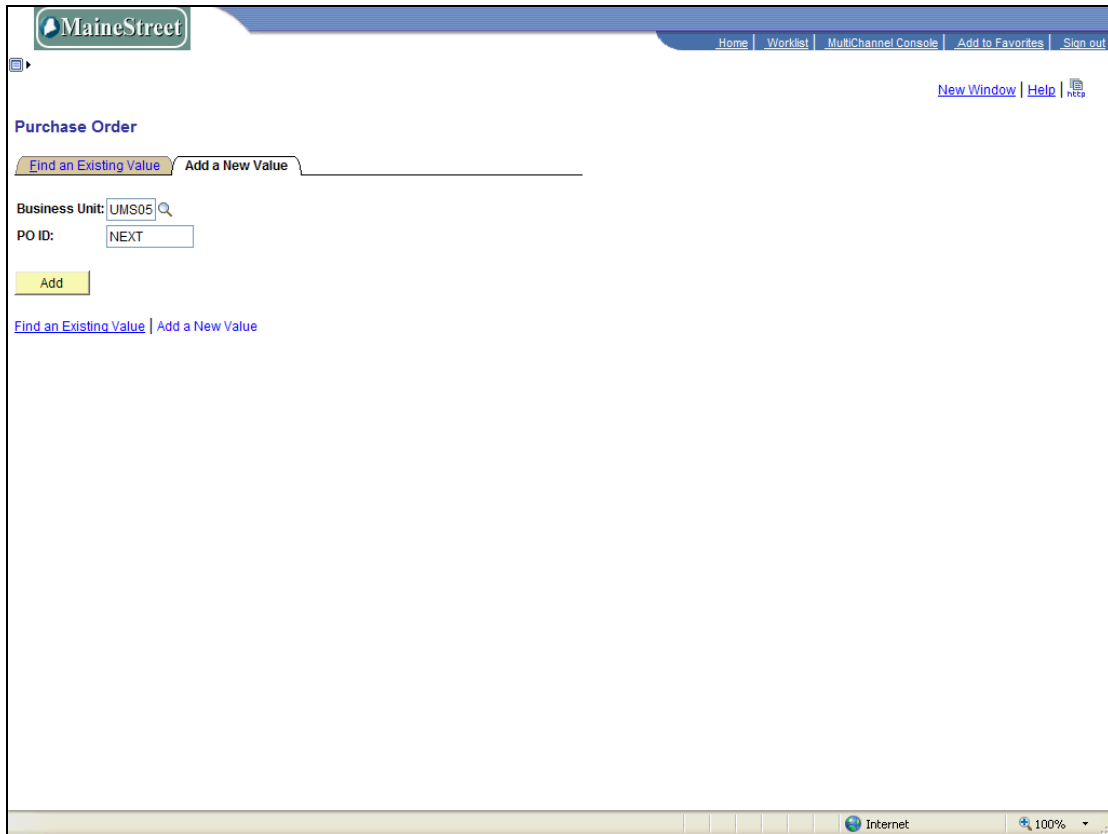 MaineStreet
Home | Worklist | MultiChannel Console | Add to Favorites | Sign out
New Window | Help | http
Purchase Order
Find an Existing Value Add a New Value
Business Unit: UMS05
PO ID: NEXT
Add
Find an Existing Value | Add a New Value
Internet 100%